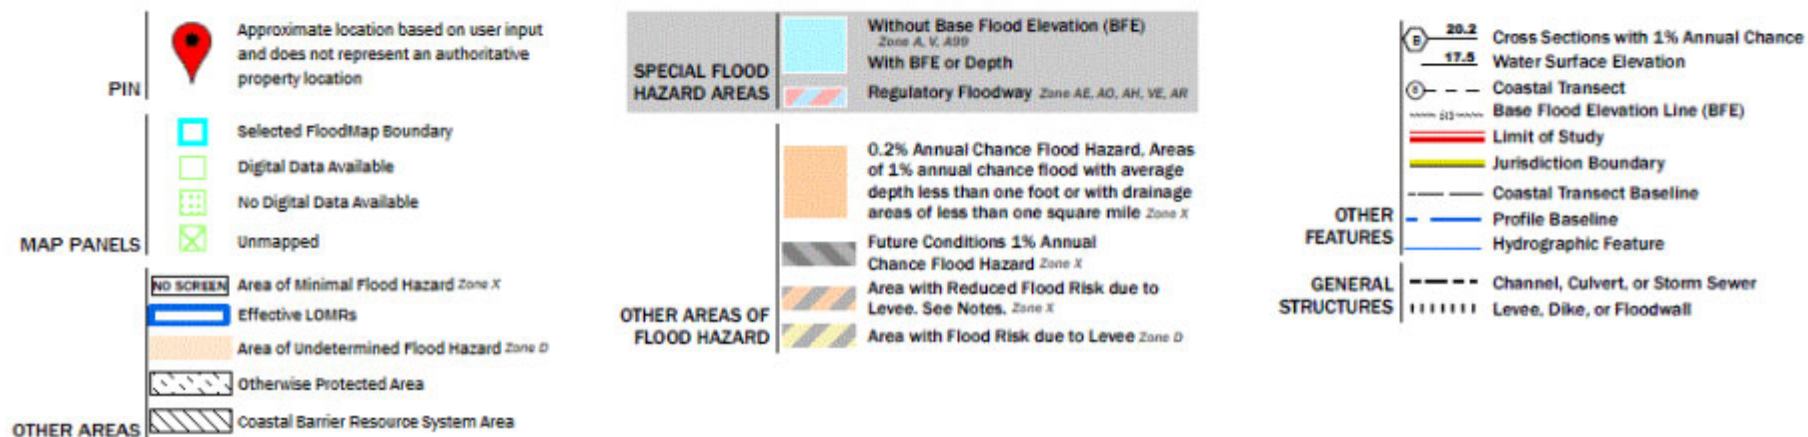 PIN
Approximate location based on user input
and does not represent an authoritative
property location
MAP PANELS
Selected FloodMap Boundary
Digital Data Available
No Digital Data Available
Unmapped
OTHER AREAS
NO SCREEN Area of Minimal Flood Hazard Zone X
Effective LOMRs
Area of Undetermined Flood Hazard Zone D
Otherwise Protected Area
Coastal Barrier Resource System Area
SPECIAL FLOOD
HAZARD AREAS
Without Base Flood Elevation (BFE)
Zone A, V, A99
With BFE or Depth
Regulatory Floodway Zone AE, AO, AH, VE, AR
OTHER AREAS OF
FLOOD HAZARD
0.2% Annual Chance Flood Hazard, Areas
of 1% annual chance flood with average
depth less than one foot or with drainage
areas of less than one square mile Zone X
Future Conditions 1% Annual
Chance Flood Hazard Zone X
Area with Reduced Flood Risk due to
Levee. See Notes. Zone X
Area with Flood Risk due to Levee Zone D
OTHER
FEATURES
B 20.2 Cross Sections with 1% Annual Chance
17.5 Water Surface Elevation
8 Coastal Transect
513 Base Flood Elevation Line (BFE)
Limit of Study
Jurisdiction Boundary
Coastal Transect Baseline
Profile Baseline
Hydrographic Feature
GENERAL
STRUCTURES
Channel, Culvert, or Storm Sewer
Levee, Dike, or Floodwall